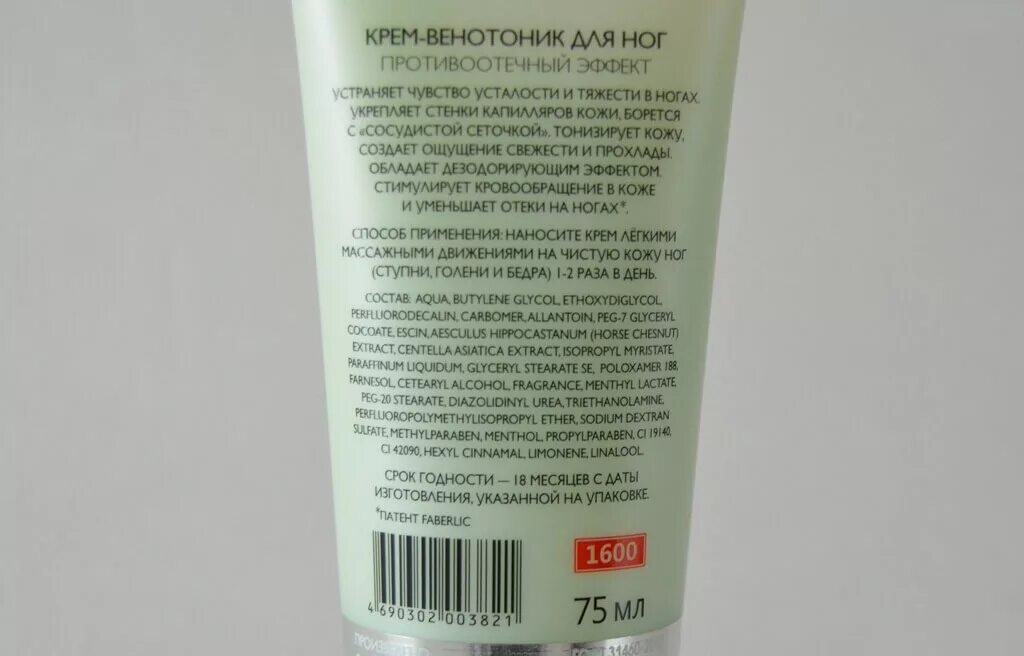 КРЕМ-ВЕНОТОНИК ДЛЯ НОГ
ПРОТИВООТЕЧНЫЙ ЭФФЕКТ
УСТРАНЯЕТ ЧУВСТВО УСТАЛОСТИ И ТЯЖЕСТИ В НОГАХ.
УКРЕПЛЯЕТ СТЕНКИ КАПИЛЛЯРОВ КОЖИ, БОРЕТСЯ
С «СОСУДИСТОЙ СЕТОЧКОЙ». ТОНИЗИРУЕТ КОЖУ,
СОЗДАЕТ ОЩУЩЕНИЕ СВЕЖЕСТИ И ПРОХЛАДЫ.
ОБЛАДАЕТ ДЕЗОДОРИРУЮЩИМ ЭФФЕКТОМ.
СТИМУЛИРУЕТ КРОВООБРАЩЕНИЕ В КОЖЕ
И УМЕНЬШАЕТ ОТЕКИ НА НОГАХ*.
СПОСОБ ПРИМЕНЕНИЯ: НАНОСИТЕ КРЕМ ЛЁГКИМИ
МАССАЖНЫМИ ДВИЖЕНИЯМИ НА ЧИСТУЮ КОЖУ НОГ
(СТУПНИ, ГОЛЕНИ И БЕДРА) 1-2 РАЗА В ДЕНЬ.
СОСТАВ: AQUA, BUTYLENE GLYCOL, ETHOXYDIGLYCOL,
PERFLUORODECALIN, CARBOMER, ALLANTOIN, PEG-7 GLYCERYL
COCOATE, ESCIN, AESCULUS HIPPOCASTANUM (HORSE CHESNUT)
EXTRACT, CENTELLA ASIATICA EXTRACT, ISOPROPYL MYRISTATE,
PARAFFINUM LIQUIDUM, GLYCERYL STEARATE SE, POLOXAMER 188,
FARNESOL, CETEARYL ALCOHOL, FRAGRANCE, MENTHYL LACTATE,
PEG-20 STEARATE, DIAZOLIDINYL UREA, TRIETHANOLAMINE,
PERFLUOROPOLYMETHYLISOPROPYL ETHER, SODIUM DEXTRAN
SULFATE, METHYLPARABEN, MENTHOL, PROPYLPARABEN, CI 19140,
CI 42090, HEXYL CINNAMAL, LIMONENE, LINALOOL.
СРОК ГОДНОСТИ — 18 МЕСЯЦЕВ С ДАТЫ
ИЗГОТОВЛЕНИЯ, УКАЗАННОЙ НА УПАКОВКЕ.
*ПАТЕНТ FABERLIC
1600
4 690302 003821
75 МЛ